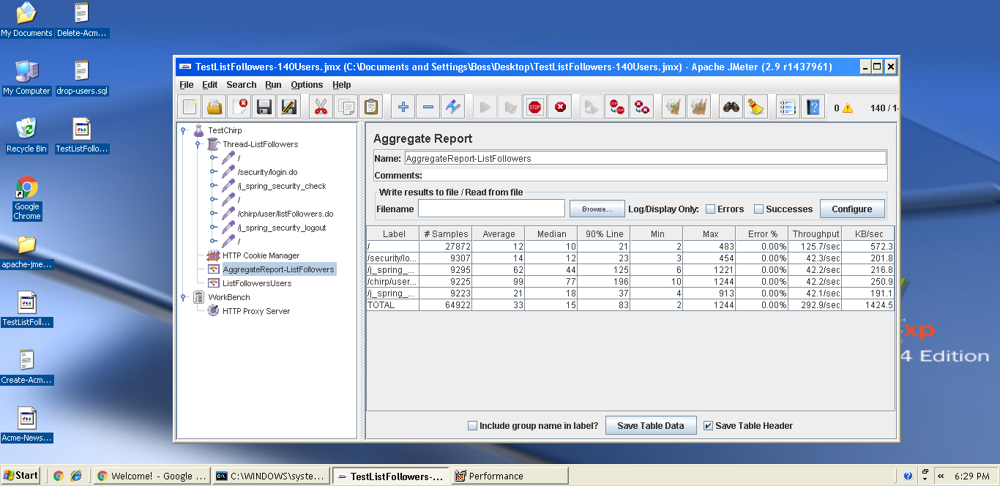 My Documents
Delete-Acm...
My Computer
drop-users.sql
Recycle Bin
TestListFollo...
Google
Chrome
apache-jme...
TestListFoll...
Create-Acm...
Acme-News...
TestListFollowers-140Users.jmx (C:\Documents and Settings\Boss\Desktop\TestListFollowers-140Users.jmx) - Apache JMeter (2.9 r1437961)
File Edit Search Run Options Help
STOP 0 140 / 14
TestChirp
Thread-ListFollowers
/
/security/login.do
/j_spring_security_check
/
/chirp/user/listFollowers.do
/j_spring_security_logout
/
HTTP Cookie Manager
AggregateReport-ListFollowers
ListFollowersUsers
WorkBench
HTTP Proxy Server
Aggregate Report
Name: AggregateReport-ListFollowers
Comments:
Write results to file / Read from file
Filename Browse... Log/Display Only: Errors Successes Configure
Label # Samples Average Median 90% Line Min Max Error % Throughput KB/sec
/ 27872 12 10 21 2 483 0.00% 125.7/sec 572.3
/security/lo... 9307 14 12 23 3 454 0.00% 42.3/sec 201.8
/j_spring_... 9295 62 44 125 6 1221 0.00% 42.2/sec 216.8
/chirp/user... 9225 99 77 196 10 1244 0.00% 42.2/sec 250.9
/j_spring_... 9223 21 18 37 4 913 0.00% 42.1/sec 191.1
TOTAL 64922 33 15 83 2 1244 0.00% 292.9/sec 1424.5
Include group name in label? Save Table Data Save Table Header
xp
4 Edition
Start Welcome! - Google ... C:\WINDOWS\syste... TestListFollowers-... Performance « 6:29 PM